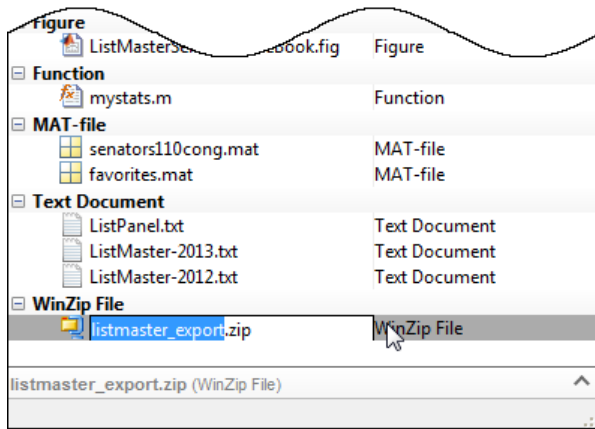 Figure
ListMasterSe ebook.fig Figure
Function
mystats.m Function
MAT-file
senators110cong.mat MAT-file
favorites.mat MAT-file
Text Document
ListPanel.txt Text Document
ListMaster-2013.txt Text Document
ListMaster-2012.txt Text Document
WinZip File
listmaster_export.zip WinZip File
listmaster_export.zip (WinZip File)